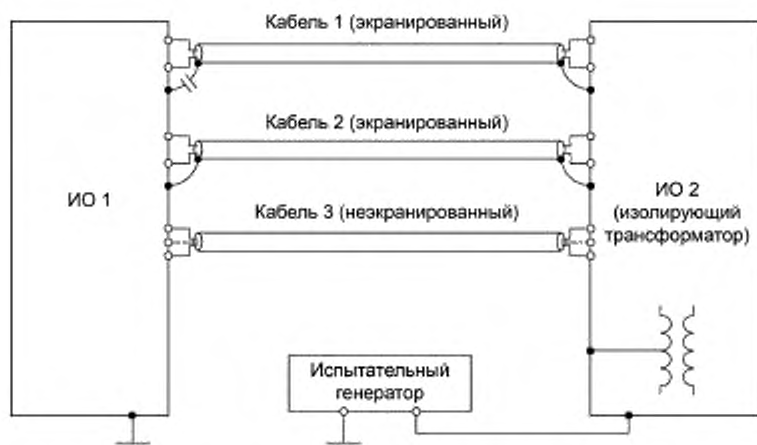 Кабель 1 (экранированный)
Кабель 2 (экранированный)
ИО 1
Кабель 3 (неэкранированный)
ИО 2
(изолирующий
трансформатор)
Испытательный
генератор